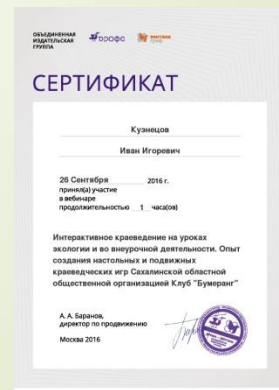 ОБЪЕДИНЕННАЯ
ИЗДАТЕЛЬСКАЯ
ГРУППА
СЕРТИФИКАТ
Кузнецов
Иван Игоревич
26 Сентября 2016 г.
принял(а) участие
в вебинаре
продолжительностью 1 часа(ов)
Интерактивное краеведение на уроках
экологии и во внеурочной деятельности. Опыт
создания настольных и подвижных
краеведческих игр Сахалинской областной
общественной организацией Клуб "Бумеранг"
А. А. Баранов,
директор по продвижению
Москва 2016